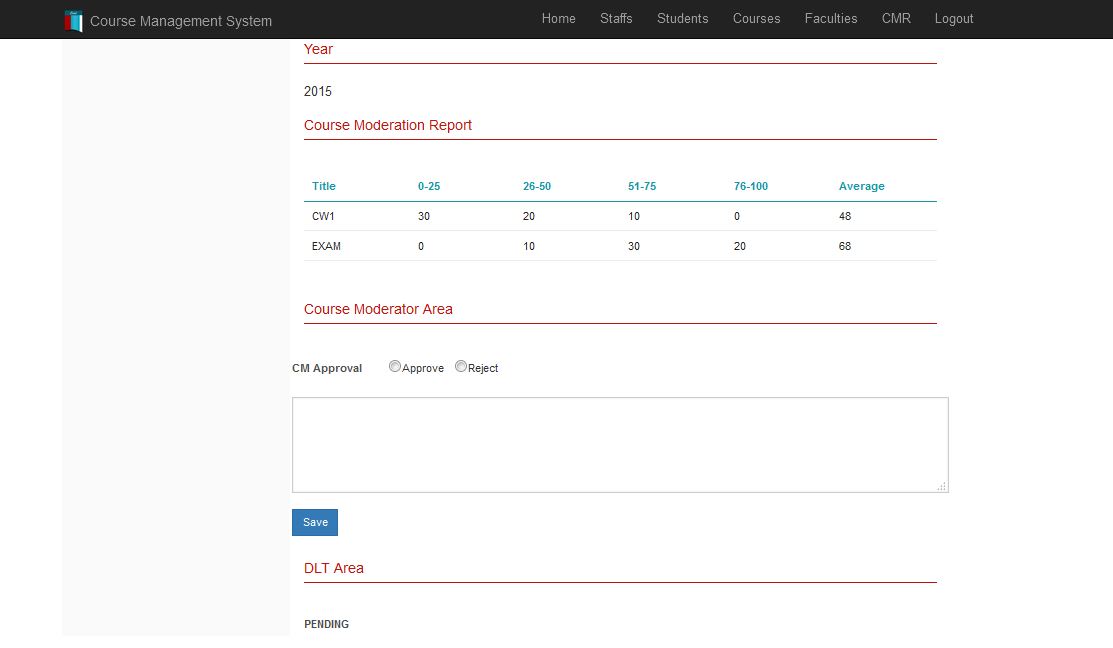 Course Management System Home Staffs Students Courses Faculties CMR Logout
Year
2015
Course Moderation Report
Title 0-25 26-50 51-75 76-100 Average
CW1 30 20 10 0 48
EXAM 0 10 30 20 68
Course Moderator Area
CM Approval Approve Reject
Save
DLT Area
PENDING